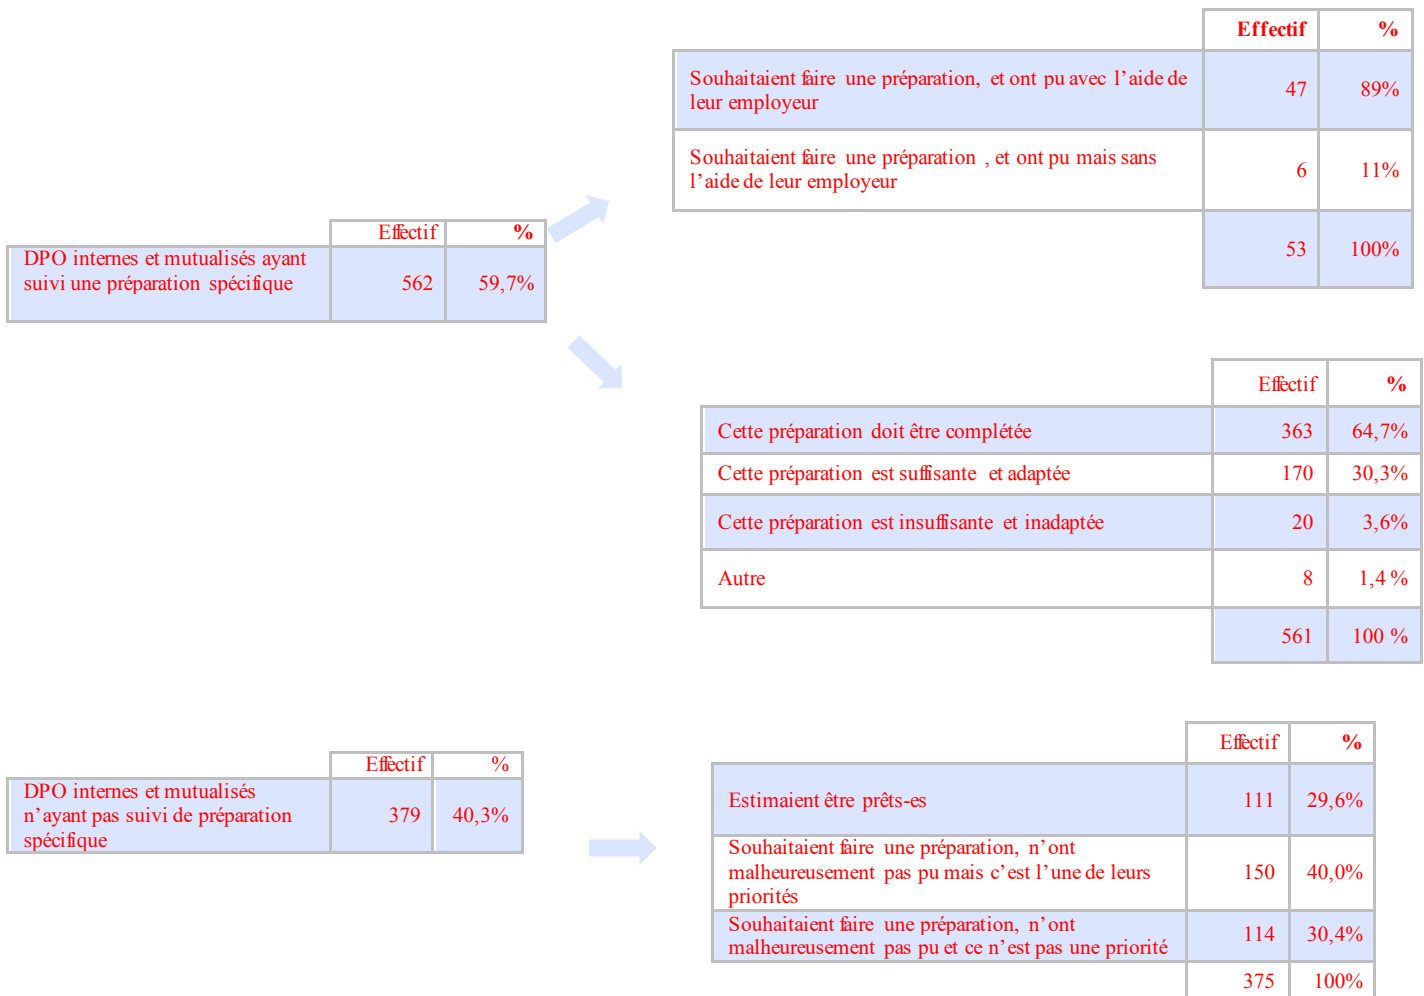 Effectif %
Souhaitaient faire une préparation, et ont pu avec l’aide de
leur employeur
47 89%
Souhaitaient faire une préparation , et ont pu mais sans
l’aide de leur employeur
6 11%
53 100%
Effectif %
DPO internes et mutualisés ayant
suivi une préparation spécifique
562 59,7%
Effectif %
Cette préparation doit être complétée 363 64,7%
Cette préparation est suffisante et adaptée 170 30,3%
Cette préparation est insuffisante et inadaptée 20 3,6%
Autre 8 1,4 %
561 100 %
Effectif %
DPO internes et mutualisés
n’ayant pas suivi de préparation
spécifique
379 40,3%
Effectif %
Estimaient être prêts-es 111 29,6%
Souhaitaient faire une préparation, n’ont
malheureusement pas pu mais c’est l’une de leurs
priorités
150 40,0%
Souhaitaient faire une préparation, n’ont
malheureusement pas pu et ce n’est pas une priorité
114 30,4%
375 100%